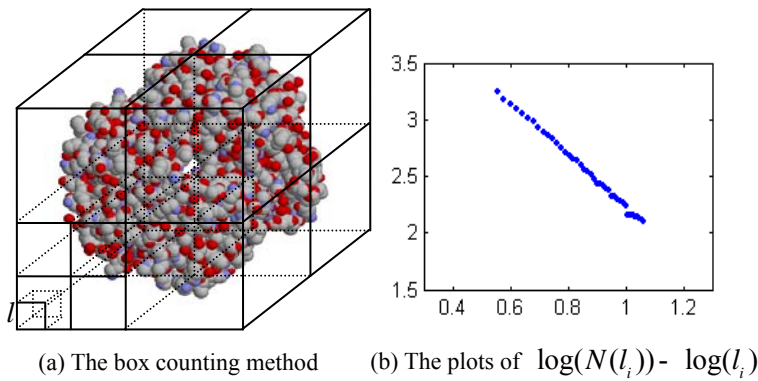 l
3.5
3
2.5
2
1.5
0.4 0.6 0.8 1 1.2
(a) The box counting method
(b) The plots of log(N(l_i)) - log(l_i)